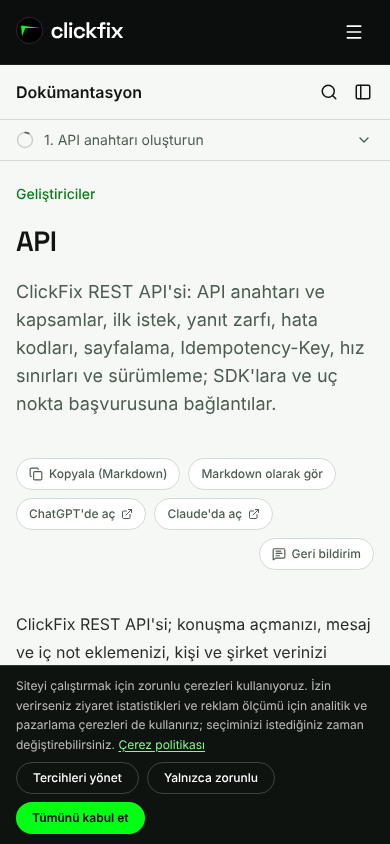 clickfix
Dokümantasyon
1. API anahtarı oluşturun
Geliştiriciler
API
ClickFix REST API'si: API anahtarı ve
kapsamlar, ilk istek, yanıt zarfı, hata
kodları, sayfalama, Idempotency-Key, hız
sınırları ve sürümleme; SDK'lara ve uç
nokta başvurusuna bağlantılar.
Kopyala (Markdown)
Markdown olarak gör
ChatGPT'de aç
Claude'da aç
Geri bildirim
ClickFix REST API'si; konuşma açmanızı, mesaj
ve iç not eklemenizi, kişi ve şirket verinizi
Siteyi çalıştırmak için zorunlu çerezleri kullanıyoruz. İzin
verirseniz ziyaret istatistikleri ve reklam ölçümü için analitik ve
pazarlama çerezleri de kullanırız; seçiminizi istediğiniz zaman
değiştirebilirsiniz. Çerez politikası
Tercihleri yönet
Yalnızca zorunlu
Tümünü kabul et